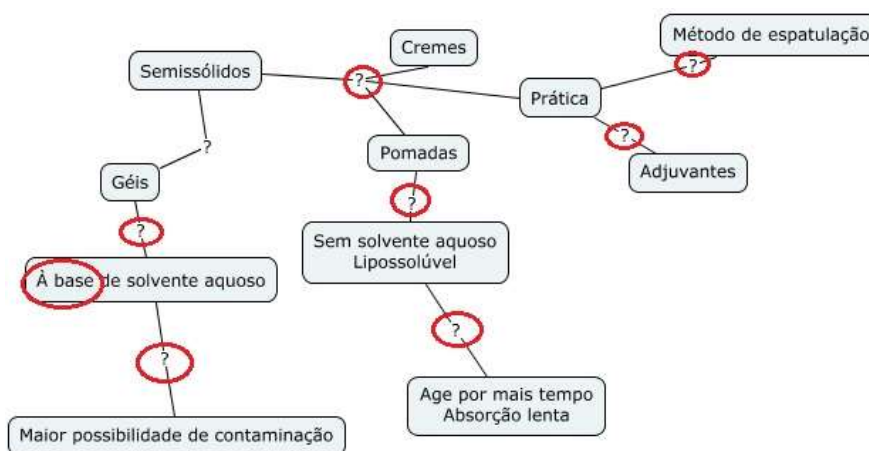 Cremes
Método de espatulação
Semissólidos
?
?
Prática
?
?
Pomadas
Adjuvantes
Géis
?
?
Sem solvente aquoso
Lipossolúvel
À base de solvente aquoso
?
?
Age por mais tempo
Absorção lenta
Maior possibilidade de contaminação